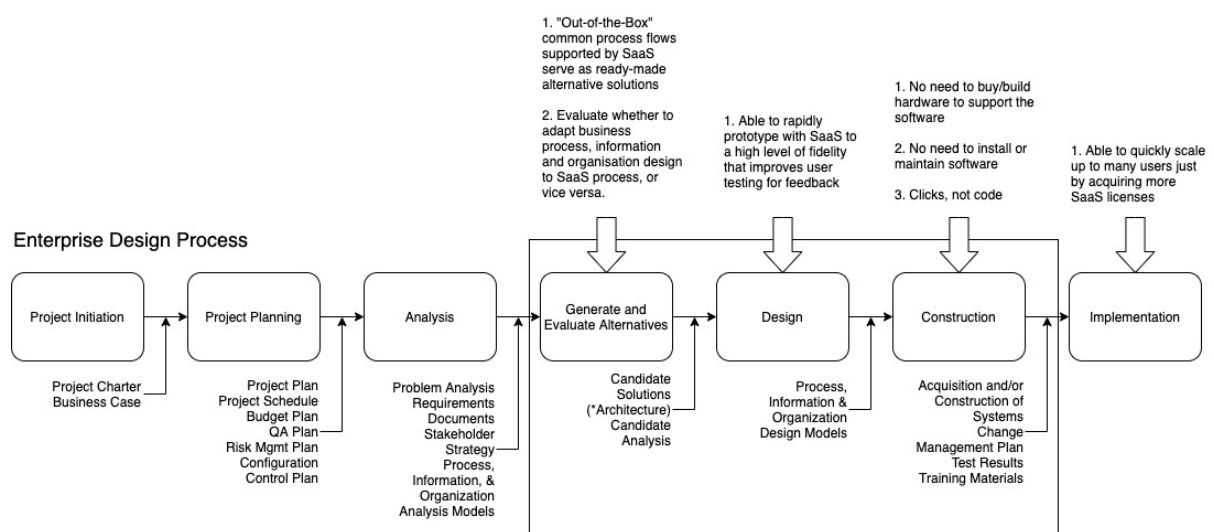 1. "Out-of-the-Box"
common process flows
supported by SaaS
serve as ready-made
alternative solutions
2. Evaluate whether to
adapt business
process, information
and organisation design
to SaaS process, or
vice versa.
1. Able to rapidly
prototype with SaaS to
a high level of fidelity
that improves user
testing for feedback
1. No need to buy/build
hardware to support the
software
2. No need to install or
maintain software
3. Clicks, not code
1. Able to quickly scale
up to many users just
by acquiring more
SaaS licenses
Enterprise Design Process
Project Initiation
Project Planning
Analysis
Generate and
Evaluate Alternatives
Design
Construction
Implementation
Project Charter
Business Case
Project Plan
Project Schedule
Budget Plan
QA Plan
Risk Mgmt Plan
Configuration
Control Plan
Problem Analysis
Requirements
Documents
Stakeholder
Strategy
Process,
Information, &
Organization
Analysis Models
Candidate
Solutions
(*Architecture)
Candidate
Analysis
Process,
Information &
Organization
Design Models
Acquisition and/or
Construction of
Systems
Change
Management Plan
Test Results
Training Materials